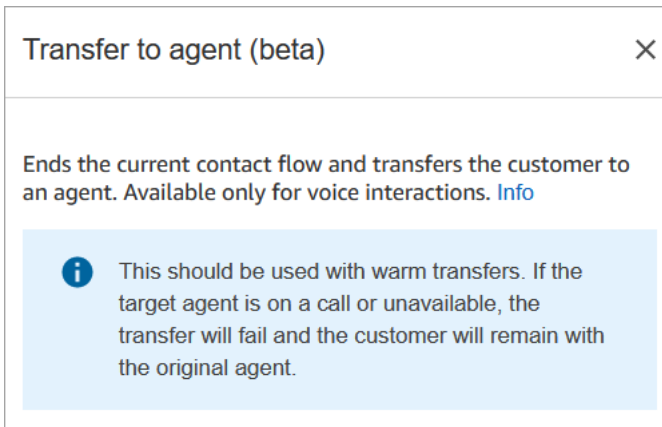 Transfer to agent (beta)
Ends the current contact flow and transfers the customer to
an agent. Available only for voice interactions. Info
This should be used with warm transfers. If the
target agent is on a call or unavailable, the
transfer will fail and the customer will remain with
the original agent.